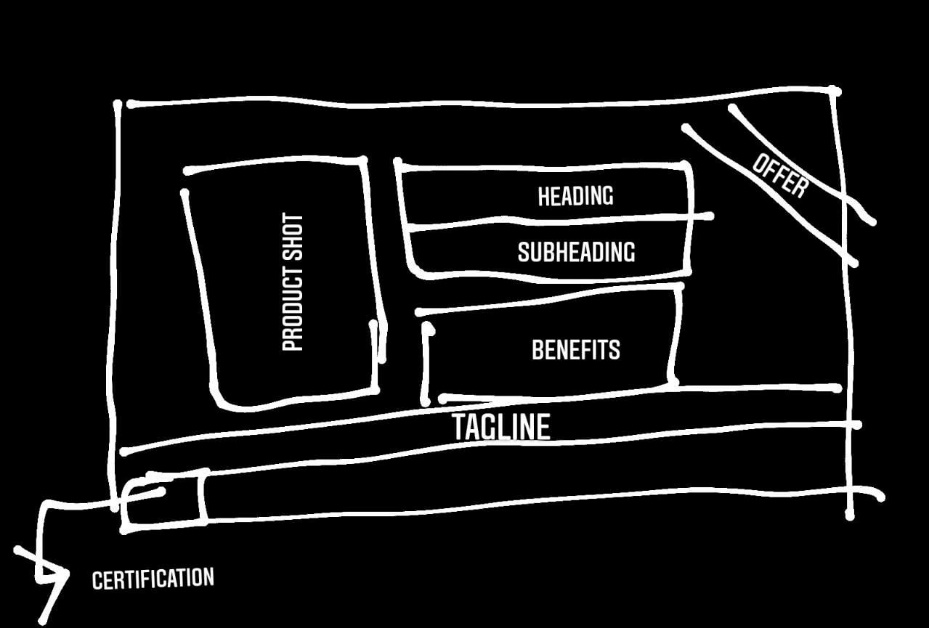 OFFER
HEADING
SUBHEADING
PRODUCT SHOT
BENEFITS
TAGLINE
CERTIFICATION